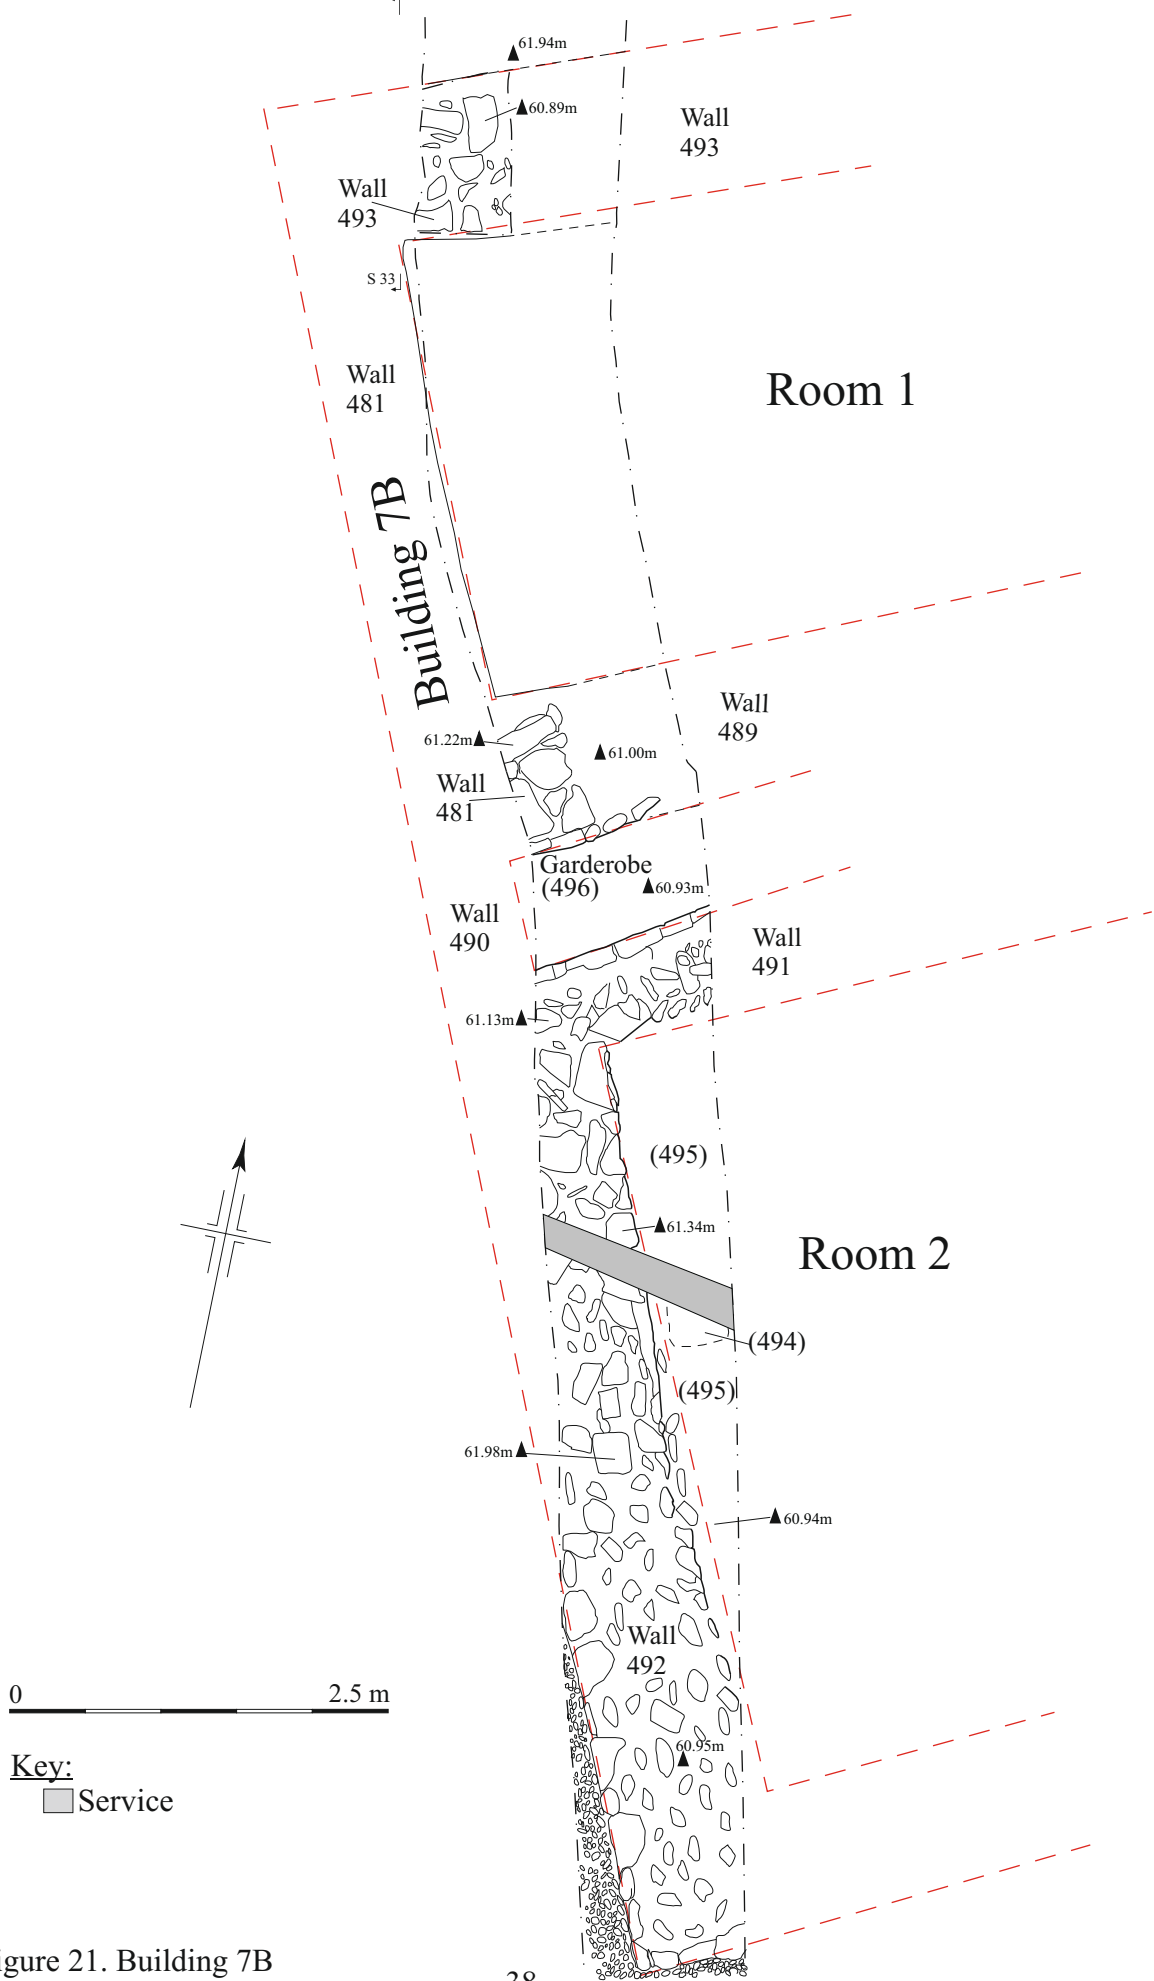 61.94m
60.89m
Wall
493
Wall
493
S 33
Wall
481
Room 1
Building 7B
Wall
489
61.22m
61.00m
Wall
481
Garderobe
(496)
60.93m
Wall
490
Wall
491
61.13m
(495)
61.34m
Room 2
(494)
(495)
61.98m
60.94m
Wall
492
0 2.5 m
60.95m
Key:
Service
igure 21. Building 7B